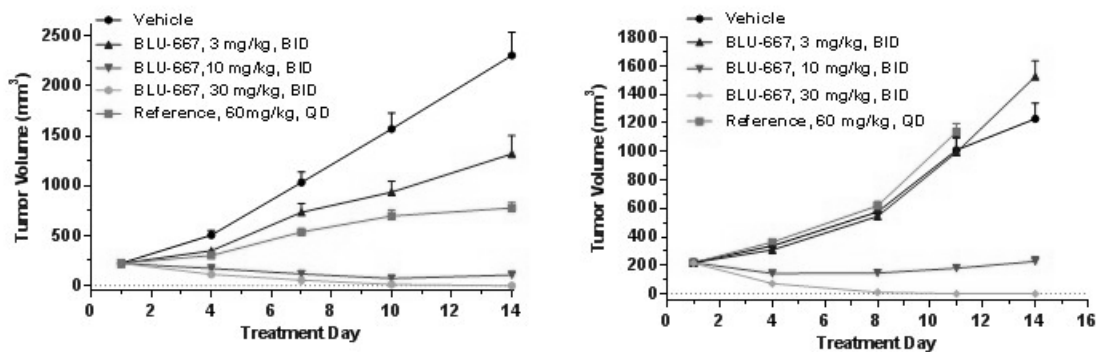 Vehicle
BLU-667, 3 mg/kg, BID
BLU-667,10 mg/kg, BID
BLU-667, 30 mg/kg, BID
Reference, 60mg/kg, QD
2500
2000
1500
1000
500
0
Tumor Volume (mm³)
0 2 4 6 8 10 12 14
Treatment Day
Vehicle
BLU-667, 3 mg/kg, BID
BLU-667, 10 mg/kg, BID
BLU-667, 30 mg/kg, BID
Reference, 60 mg/kg, QD
1800
1600
1400
1200
1000
800
600
400
200
0
Tumor Volume (mm³)
0 2 4 6 8 10 12 14 16
Treatment Day